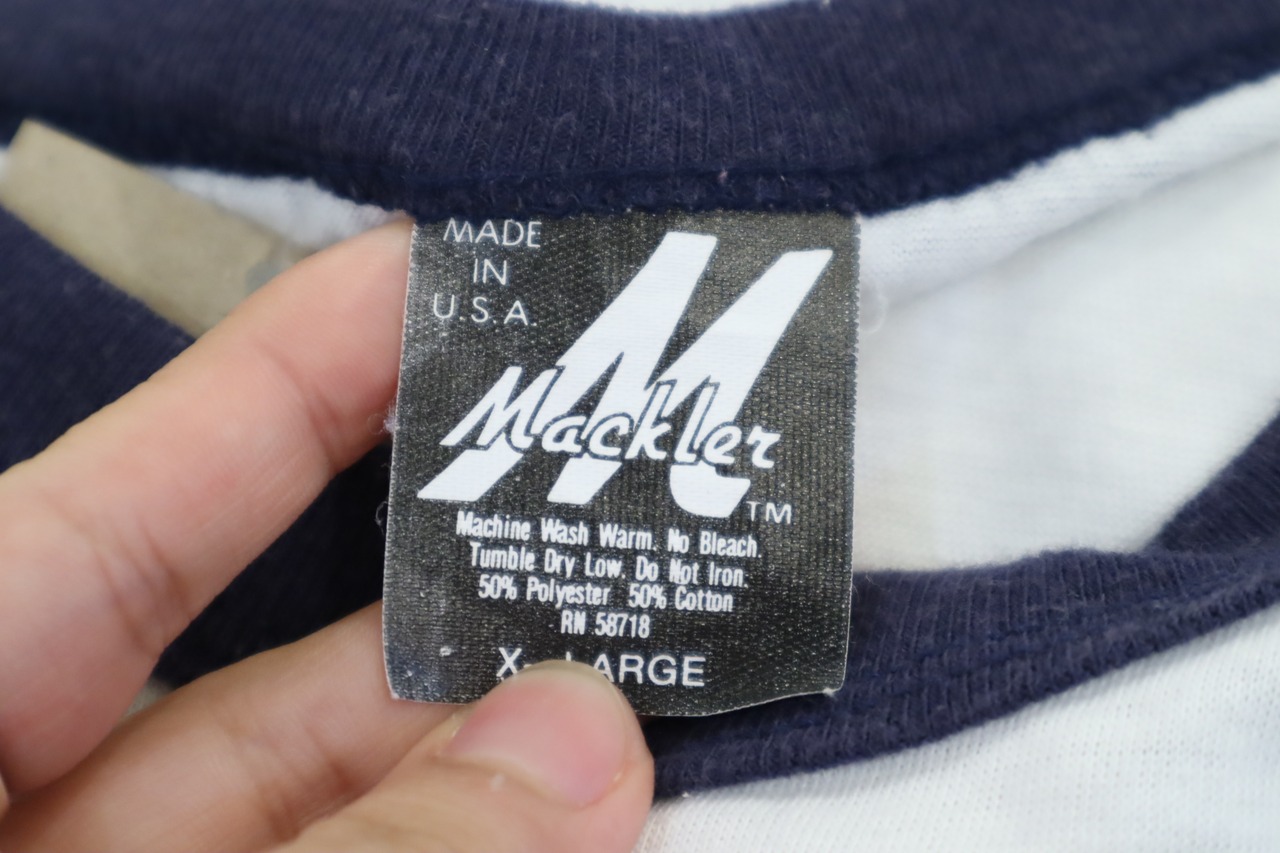 MADE
IN
U.S.A.
M
Mackler
TM
Machine Wash Warm. No Bleach.
Tumble Dry Low. Do Not Iron.
50% Polyester 50% Cotton
RN 58718
X-LARGE